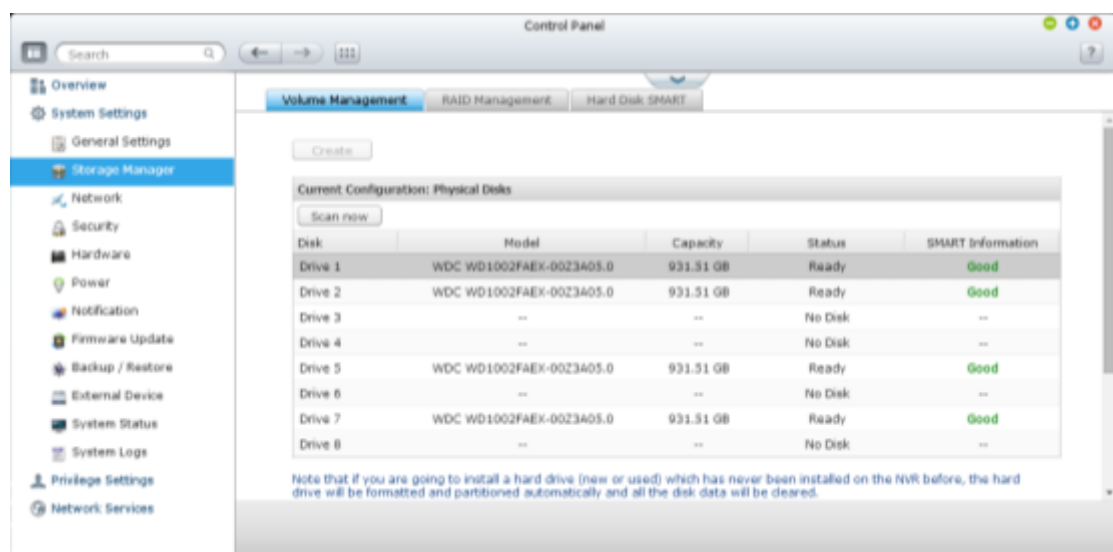 Control Panel
Search
?
Overview
System Settings
General Settings
Storage Manager
Network
Security
Hardware
Power
Notification
Firmware Update
Backup / Restore
External Device
System Status
System Logs
Privilege Settings
Network Services
Volume Management RAID Management Hard Disk SMART
Create
Current Configuration: Physical Disks
Scan now
Disk Model Capacity Status SMART Information
Drive 1 WDC WD1002FAEX-00Z3A05.0 931.51 GB Ready Good
Drive 2 WDC WD1002FAEX-00Z3A05.0 931.51 GB Ready Good
Drive 3 -- -- No Disk --
Drive 4 -- -- No Disk --
Drive 5 WDC WD1002FAEX-00Z3A05.0 931.51 GB Ready Good
Drive 6 -- -- No Disk --
Drive 7 WDC WD1002FAEX-00Z3A05.0 931.51 GB Ready Good
Drive 8 -- -- No Disk --
Note that if you are going to install a hard drive (new or used) which has never been installed on the NVR before, the hard
drive will be formatted and partitioned automatically and all the disk data will be cleared.